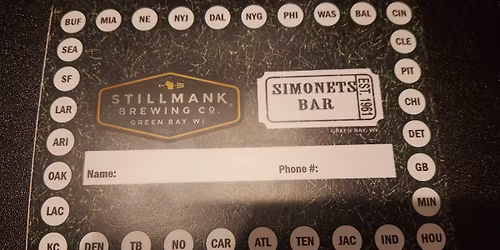 BUF MIA NE NYJ DAL NYG PHI WAS BAL CIN
SEA CLE
SF PIT
LAR CHI
ARI DET
OAK GB
LAC MIN
KC DEN TB NO CAR ATL TEN JAC IND HOU
STILLMANK
BREWING CO.
GREEN BAY, WI
SIMONETS
BAR
EST. 1961
GREEN BAY, WI
Name: Phone #: